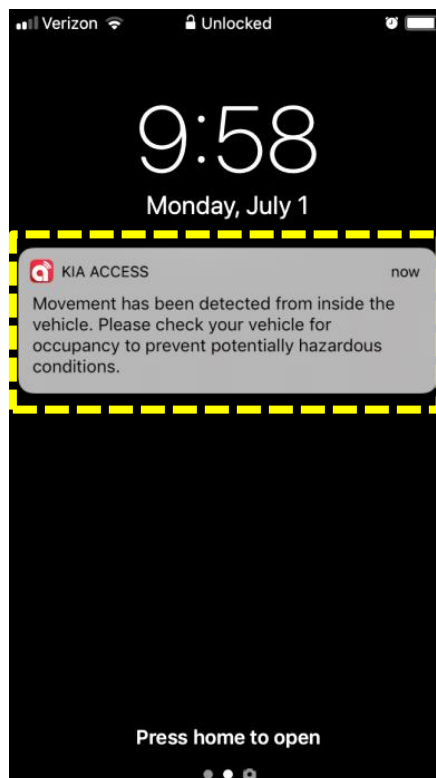 Verizon Unlocked
9:58
Monday, July 1
KIA ACCESS now
Movement has been detected from inside the
vehicle. Please check your vehicle for
occupancy to prevent potentially hazardous
conditions.
Press home to open